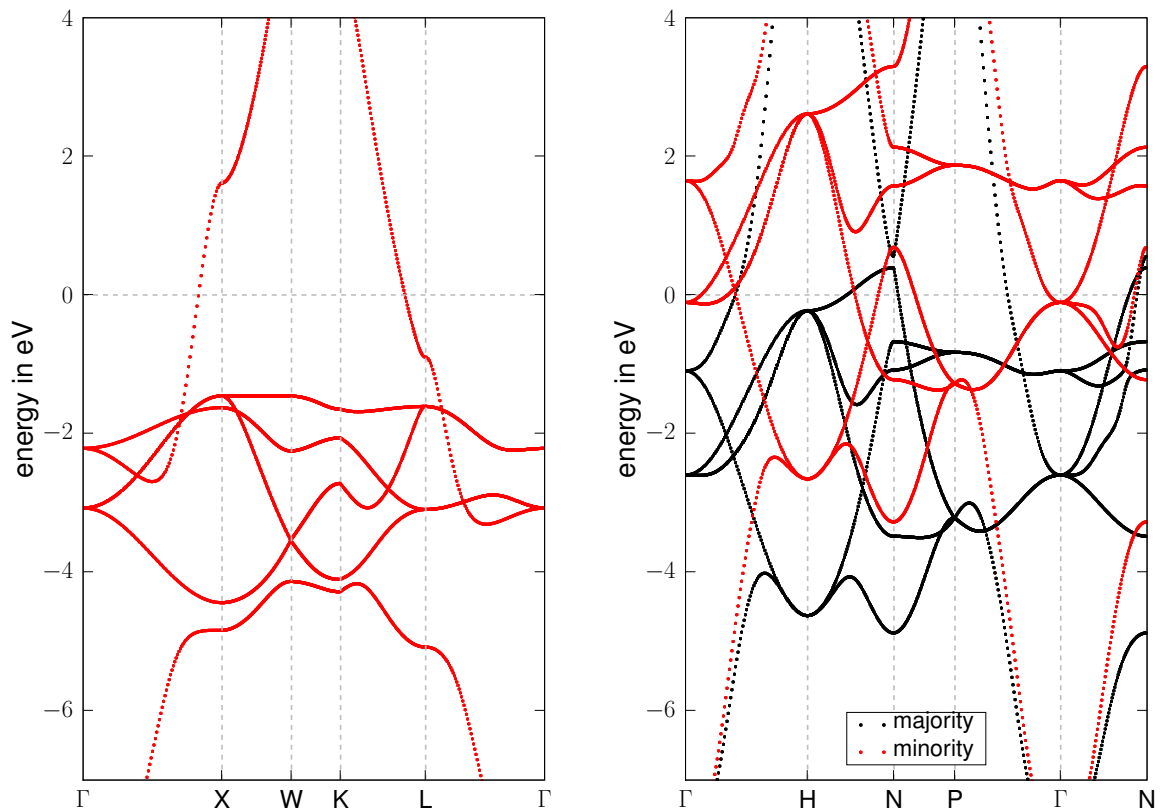 energy in eV
4
2
0
−2
−4
−6
Γ X W K L Γ
energy in eV
4
2
0
−2
−4
−6
majority
minority
Γ H N P Γ N